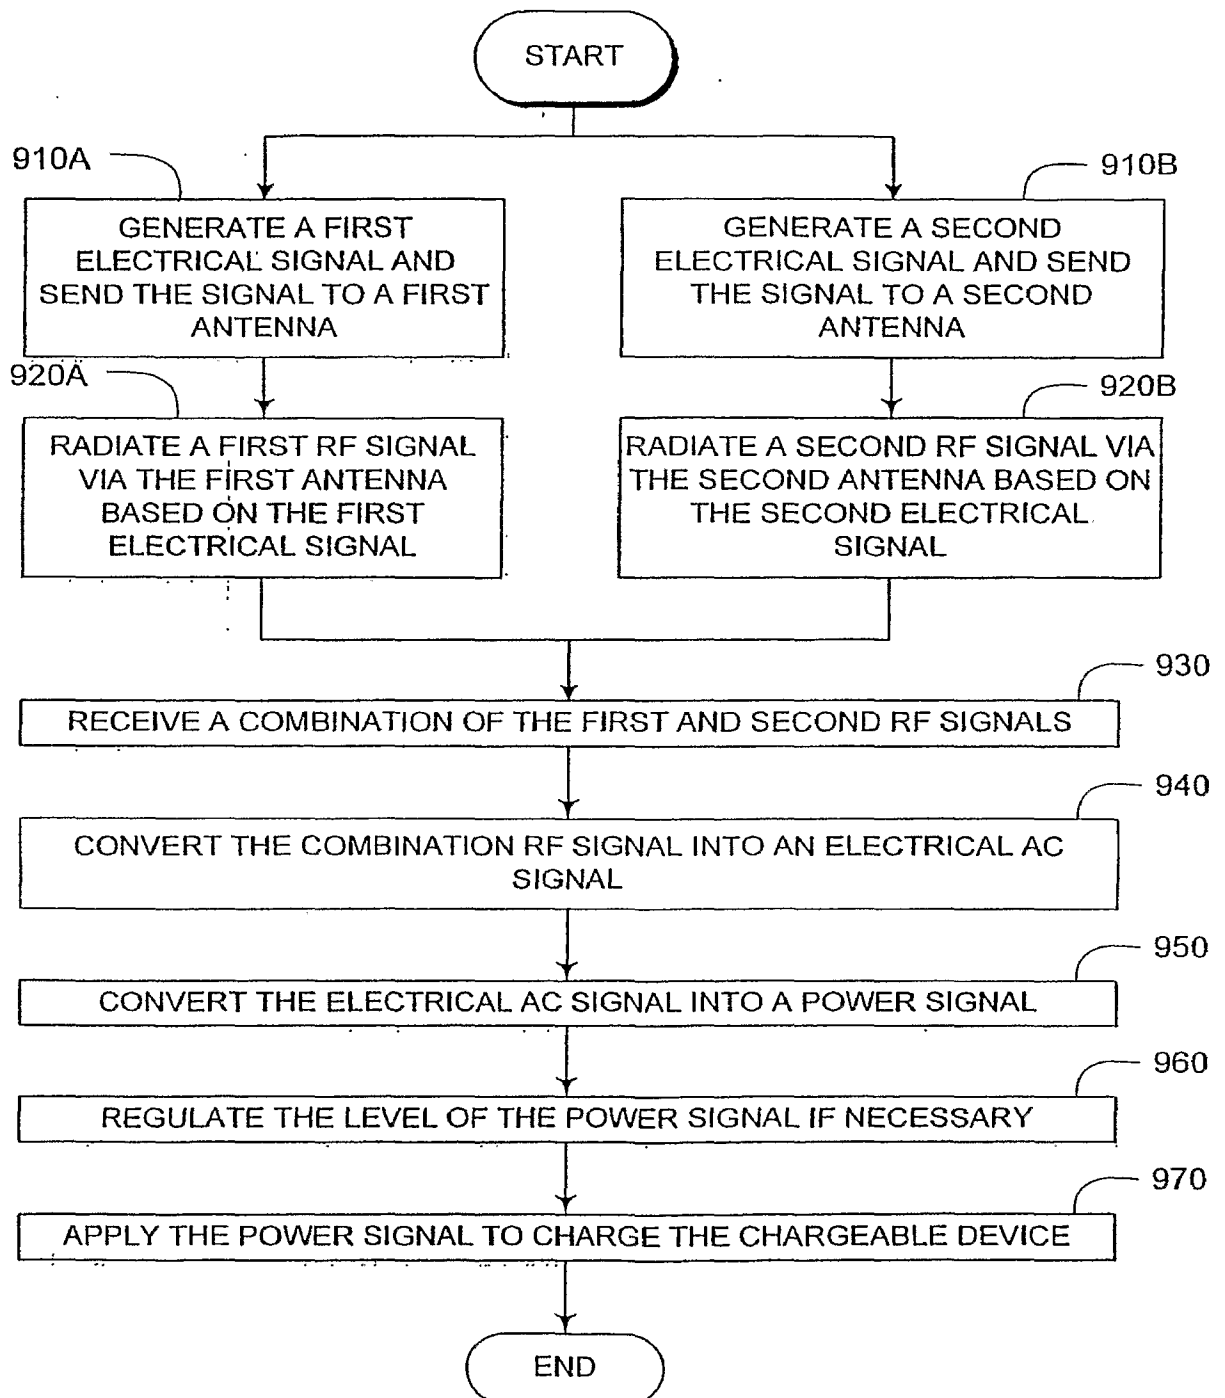 START
910A
910B
GENERATE A FIRST
ELECTRICAL SIGNAL AND
SEND THE SIGNAL TO A FIRST
ANTENNA
GENERATE A SECOND
ELECTRICAL SIGNAL AND SEND
THE SIGNAL TO A SECOND
ANTENNA
920A
920B
RADIATE A FIRST RF SIGNAL
VIA THE FIRST ANTENNA
BASED ON THE FIRST
ELECTRICAL SIGNAL
RADIATE A SECOND RF SIGNAL VIA
THE SECOND ANTENNA BASED ON
THE SECOND ELECTRICAL
SIGNAL
930
RECEIVE A COMBINATION OF THE FIRST AND SECOND RF SIGNALS
940
CONVERT THE COMBINATION RF SIGNAL INTO AN ELECTRICAL AC
SIGNAL
950
CONVERT THE ELECTRICAL AC SIGNAL INTO A POWER SIGNAL
960
REGULATE THE LEVEL OF THE POWER SIGNAL IF NECESSARY
970
APPLY THE POWER SIGNAL TO CHARGE THE CHARGEABLE DEVICE
END